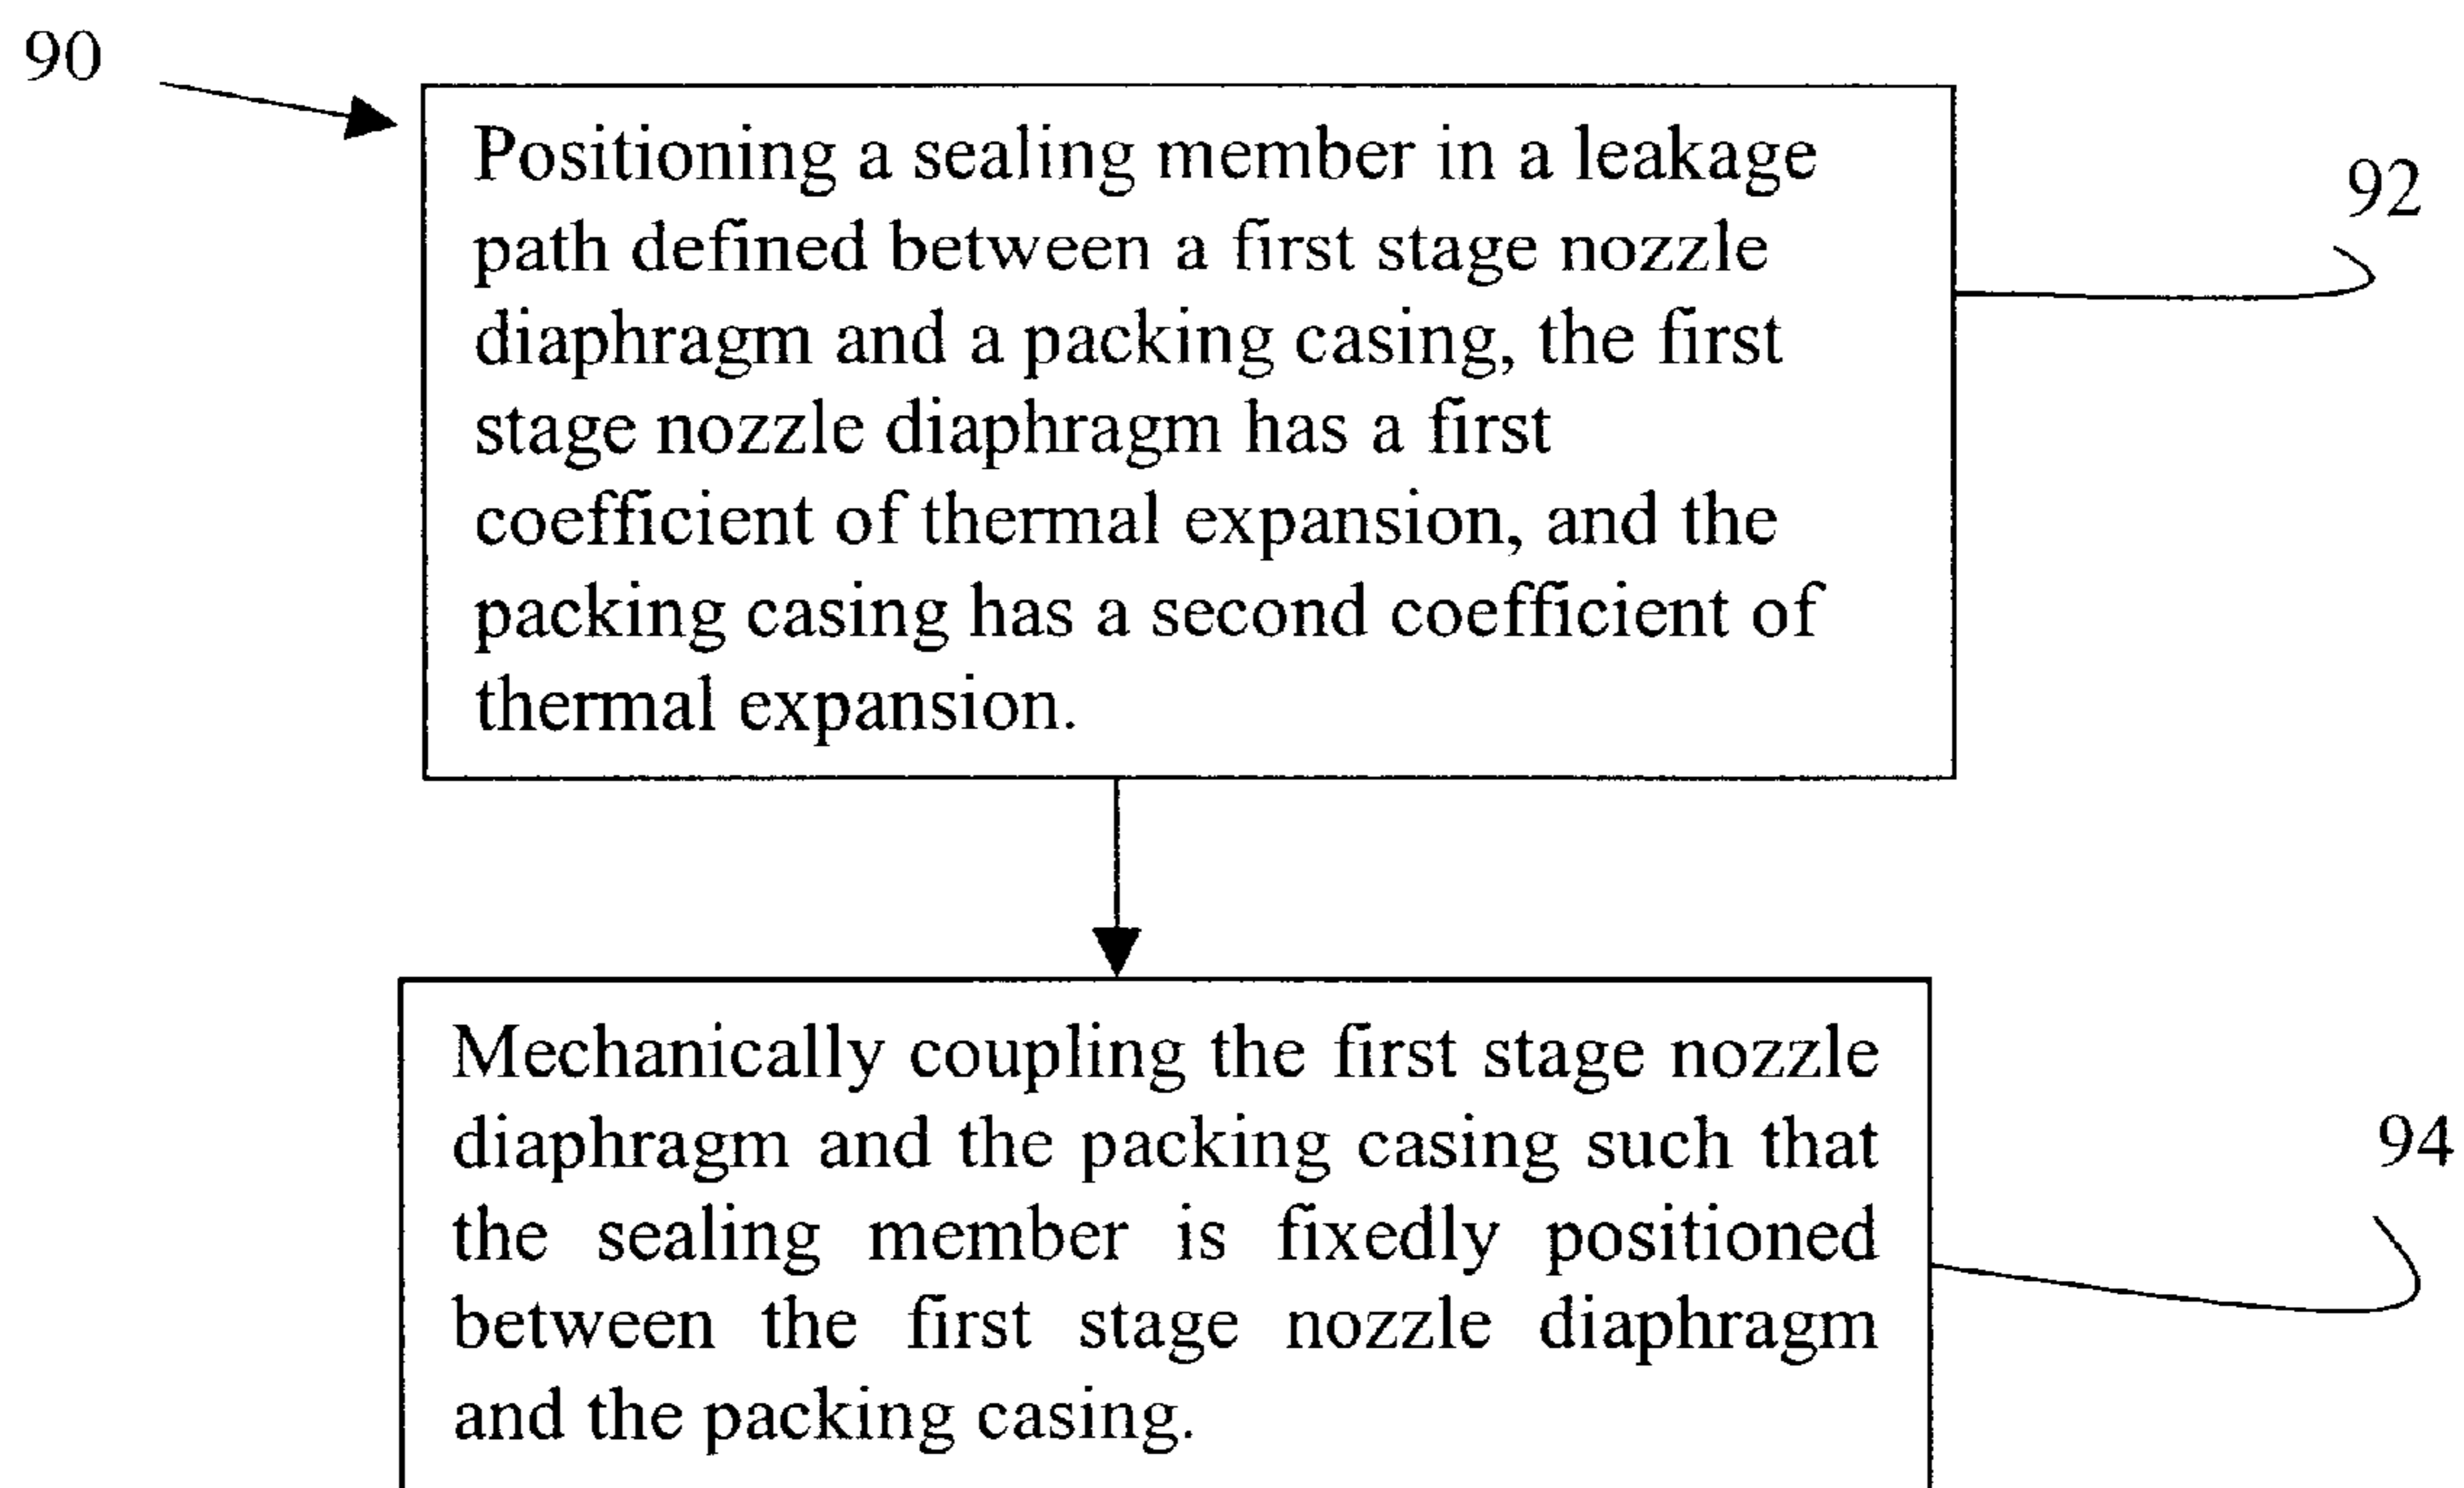 90
Positioning a sealing member in a leakage
path defined between a first stage nozzle
diaphragm and a packing casing, the first
stage nozzle diaphragm has a first
coefficient of thermal expansion, and the
packing casing has a second coefficient of
thermal expansion.
92
Mechanically coupling the first stage nozzle
diaphragm and the packing casing such that
the sealing member is fixedly positioned
between the first stage nozzle diaphragm
and the packing casing.
94